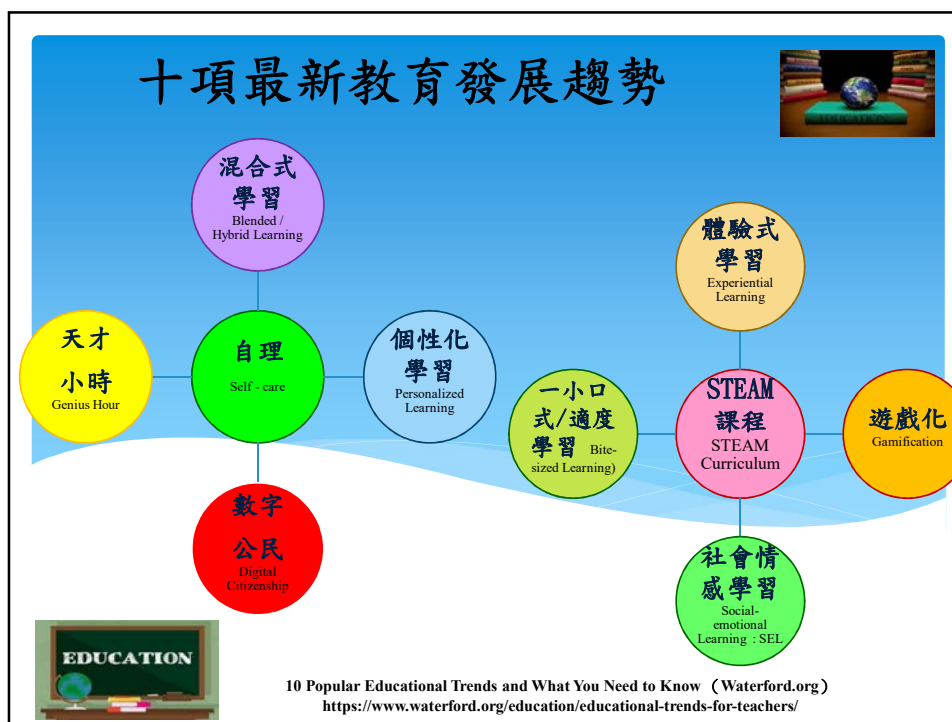 十項最新教育發展趨勢
EDUCATION
混合式
學習
Blended /
Hybrid Learning
天才
小時
Genius Hour
自理
Self - care
個性化
學習
Personalized
Learning
數字
公民
Digital
Citizenship
體驗式
學習
Experiential
Learning
一小口
式/適度
學習 Bite-
sized Learning)
STEAM
課程
STEAM
Curriculum
遊戲化
Gamification
社會情
感學習
Social-
emotional
Learning : SEL
EDUCATION
10 Popular Educational Trends and What You Need to Know（Waterford.org）
https://www.waterford.org/education/educational-trends-for-teachers/